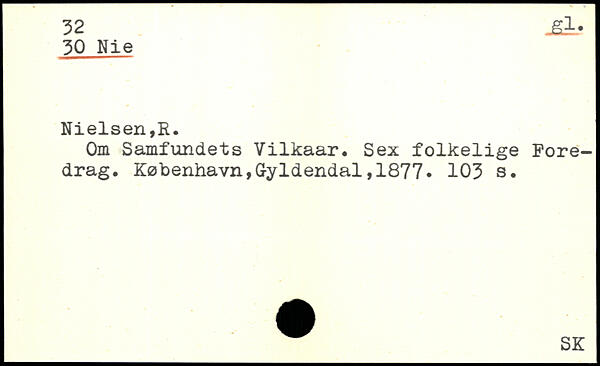 32
gl.
30 Nie
Nielsen,R.
Om Samfundets Vilkaar. Sex folkelige Fore-
drag. København,Gyldendal,1877. 103 s.
SK